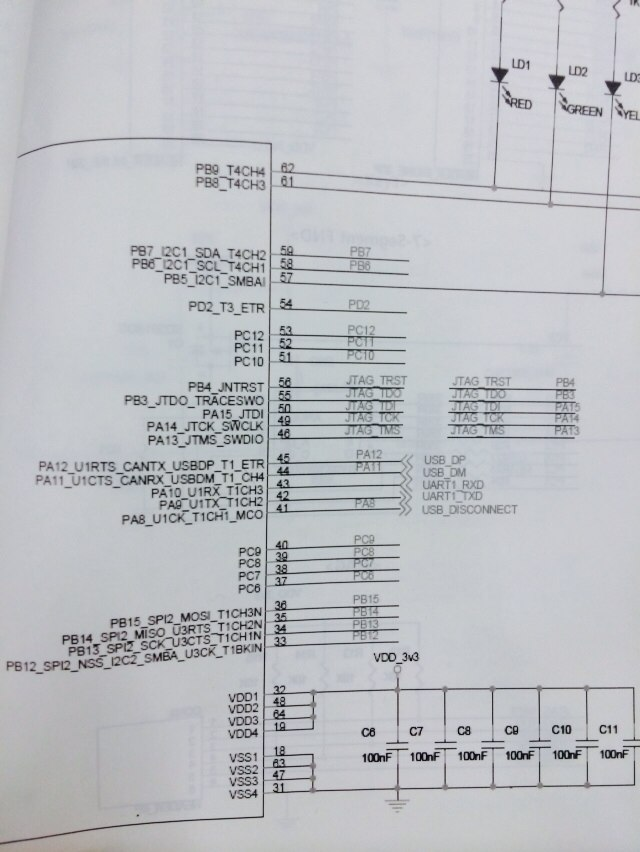 LD1
RED
LD2
GREEN
PB9_T4CH4 62
PB8_T4CH3 61
PB7_I2C1_SDA_T4CH2 59 PB7
PB6_I2C1_SCL_T4CH1 58 PB6
PB5_I2C1_SMBAI 57
PD2_T3_ETR 54 PD2
PC12 53 PC12
PC11 52 PC11
PC10 51 PC10
PB4_JNTRST 56 JTAG_TRST JTAG_TRST PB4
PB3_JTDO_TRACESWO 55 JTAG_TDO JTAG_TDO PB3
PA15_JTDI 50 JTAG_TDI JTAG_TDI PA15
PA14_JTCK_SWCLK 49 JTAG_TCK JTAG_TCK PA14
PA13_JTMS_SWDIO 46 JTAG_TMS JTAG_TMS PA13
PA12_U1RTS_CANTX_USBDP_T1_ETR 45 PA12 USB_DP
PA11_U1CTS_CANRX_USBDM_T1_CH4 44 PA11 USB_DM
PA10_U1RX_T1CH3 43 UART1_RXD
PA9_U1TX_T1CH2 42 UART1_TXD
PA8_U1CK_T1CH1_MCO 41 PA8 USB_DISCONNECT
PC9 40 PC9
PC8 39 PC8
PC7 38 PC7
PC6 37 PC6
PB15_SPI2_MOSI_T1CH3N 36 PB15
PB14_SPI2_MISO_U3RTS_T1CH2N 35 PB14
PB13_SPI2_SCK_U3CTS_T1CH1N 34 PB13
PB12_SPI2_NSS_I2C2_SMBA_U3CK_T1BKIN 33 PB12
VDD_3v3
VDD1 32
VDD2 48
VDD3 64
VDD4 19
C6 C7 C8 C9 C10 C11
100nF 100nF 100nF 100nF 100nF 100nF
VSS1 18
VSS2 63
VSS3 47
VSS4 31